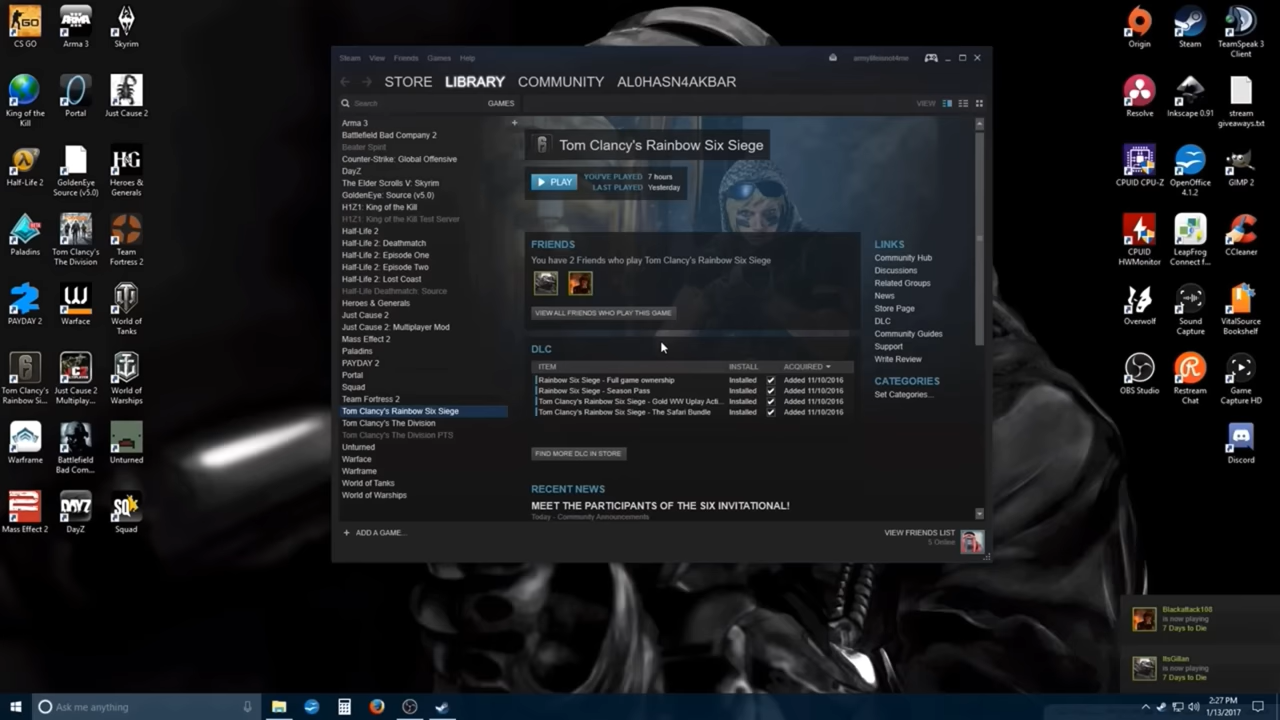 CS GO
Arma 3
Skyrim
King of the
Kill
Portal
Just Cause 2
Half-Life 2
GoldenEye
Source (v5.0)
Heroes &
Generals
Paladins
Tom Clancy's
The Division
Team
Fortress 2
PAYDAY 2
Warface
World of
Tanks
Tom Clancy's
Rainbow Si...
Just Cause 2
Multiplay...
World of
Warships
Warframe
Battlefield
Bad Com...
Unturned
Mass Effect 2
DayZ
Squad
Steam View Friends Games Help
STORE LIBRARY COMMUNITY AL0HASN4AKBAR
Search
GAMES
VIEW
Arma 3
Battlefield Bad Company 2
Beater Spirit
Counter-Strike: Global Offensive
DayZ
The Elder Scrolls V: Skyrim
GoldenEye: Source (v5.0)
H1Z1: King of the Kill
H1Z1: King of the Kill Test Server
Half-Life 2
Half-Life 2: Deathmatch
Half-Life 2: Episode One
Half-Life 2: Episode Two
Half-Life 2: Lost Coast
Half-Life Deathmatch: Source
Heroes & Generals
Just Cause 2
Just Cause 2: Multiplayer Mod
Mass Effect 2
Paladins
PAYDAY 2
Portal
Squad
Team Fortress 2
Tom Clancy's Rainbow Six Siege
Tom Clancy's The Division
Tom Clancy's The Division PTS
Unturned
Warface
Warframe
World of Tanks
World of Warships
+ ADD A GAME...
Tom Clancy's Rainbow Six Siege
PLAY
YOU'VE PLAYED 7 hours
LAST PLAYED Yesterday
FRIENDS
You have 2 Friends who play Tom Clancy's Rainbow Six Siege
VIEW ALL FRIENDS WHO PLAY THIS GAME
DLC
ITEM INSTALL ACQUIRED
Rainbow Six Siege - Full game ownership Installed Added 11/10/2016
Rainbow Six Siege - Season Pass Installed Added 11/10/2016
Tom Clancy's Rainbow Six Siege - Gold WW Uplay Acti... Installed Added 11/10/2016
Tom Clancy's Rainbow Six Siege - The Safari Bundle Installed Added 11/10/2016
FIND MORE DLC IN STORE
RECENT NEWS
MEET THE PARTICIPANTS OF THE SIX INVITATIONAL!
Today - Community Announcements
LINKS
Community Hub
Discussions
Related Groups
News
Store Page
DLC
Community Guides
Support
Write Review
CATEGORIES
Set Categories...
VIEW FRIENDS LIST
5 Online
Origin
Steam
TeamSpeak 3
Client
Resolve
Inkscape 0.91
stream
giveaways.txt
CPUID CPU-Z
OpenOffice
4.1.2
GIMP 2
CPUID
HWMonitor
LeapFrog
Connect f...
CCleaner
Overwolf
Sound
Capture
VitalSource
Bookshelf
OBS Studio
Restream
Chat
Game
Capture HD
Discord
Blackattack108
is now playing
7 Days to Die
ItsGillan
is now playing
7 Days to Die
Ask me anything
2:27 PM
1/13/2017